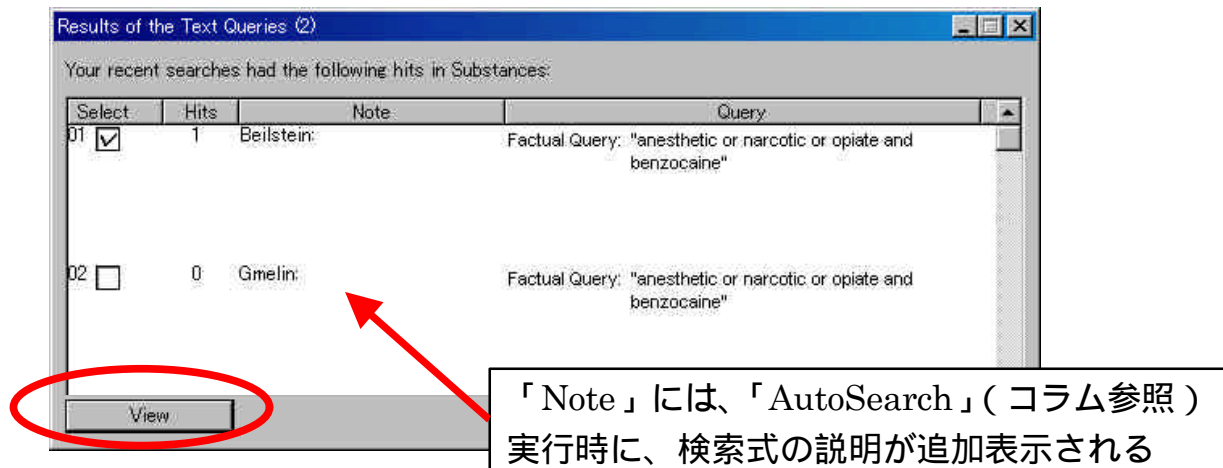 Results of the Text Queries (2)
Your recent searches had the following hits in Substances:
Select Hits Note Query
01 1 Beilstein: Factual Query: "anesthetic or narcotic or opiate and
benzocaine"
02 0 Gmelin: Factual Query: "anesthetic or narcotic or opiate and
benzocaine"
View
「Note」には、「AutoSearch」(コラム参照)
実行時に、検索式の説明が追加表示される